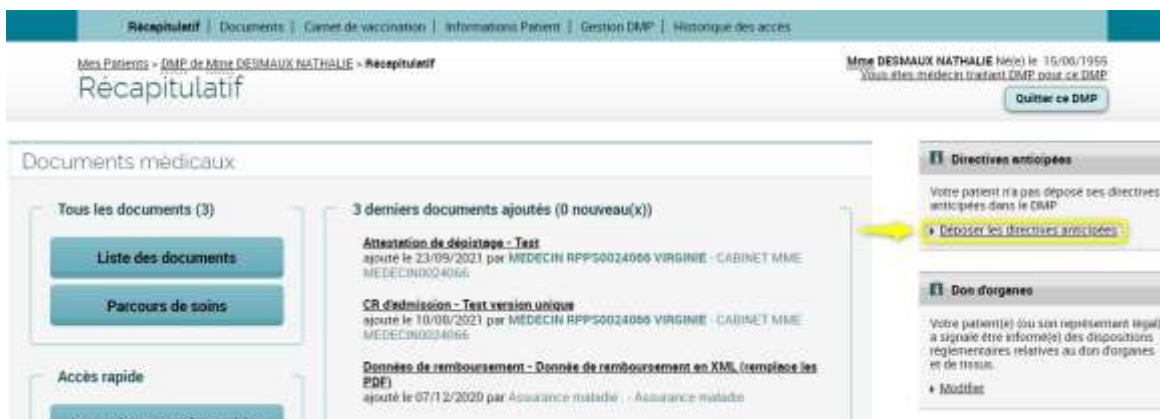 Récapitulatif | Documents | Carnet de vaccination | Informations Patient | Gestion DMP | Historique des accès
Mes Patients > DMP de Mme DESMAUX NATHALIE > Récapitulatif
Récapitulatif
Mme DESMAUX NATHALIE Né(e) le 15/06/1955
Vous êtes médecin traitant DMP pour ce DMP
Quitter ce DMP
Documents médicaux
Tous les documents (3)
Liste des documents
Parcours de soins
Accès rapide
3 derniers documents ajoutés (0 nouveau(x))
Attestation de dépistage - Test
ajouté le 23/09/2021 par MEDECIN RPPS0024066 VIRGINIE - CABINET MME
MEDECIN0024066
CR d'admission - Test version unique
ajouté le 10/08/2021 par MEDECIN RPPS0024066 VIRGINIE - CABINET MME
MEDECIN0024066
Données de remboursement - Donnée de remboursement en XML (remplace les
PDF)
ajouté le 07/12/2020 par Assurance maladie . - Assurance maladie
Directives anticipées
Votre patient n'a pas déposé ses directives
anticipées dans le DMP
Déposer les directives anticipées
Don d'organes
Votre patient(e) (ou son représentant légal)
a signalé être informé(e) des dispositions
réglementaires relatives au don d'organes
et de tissus.
Modifier